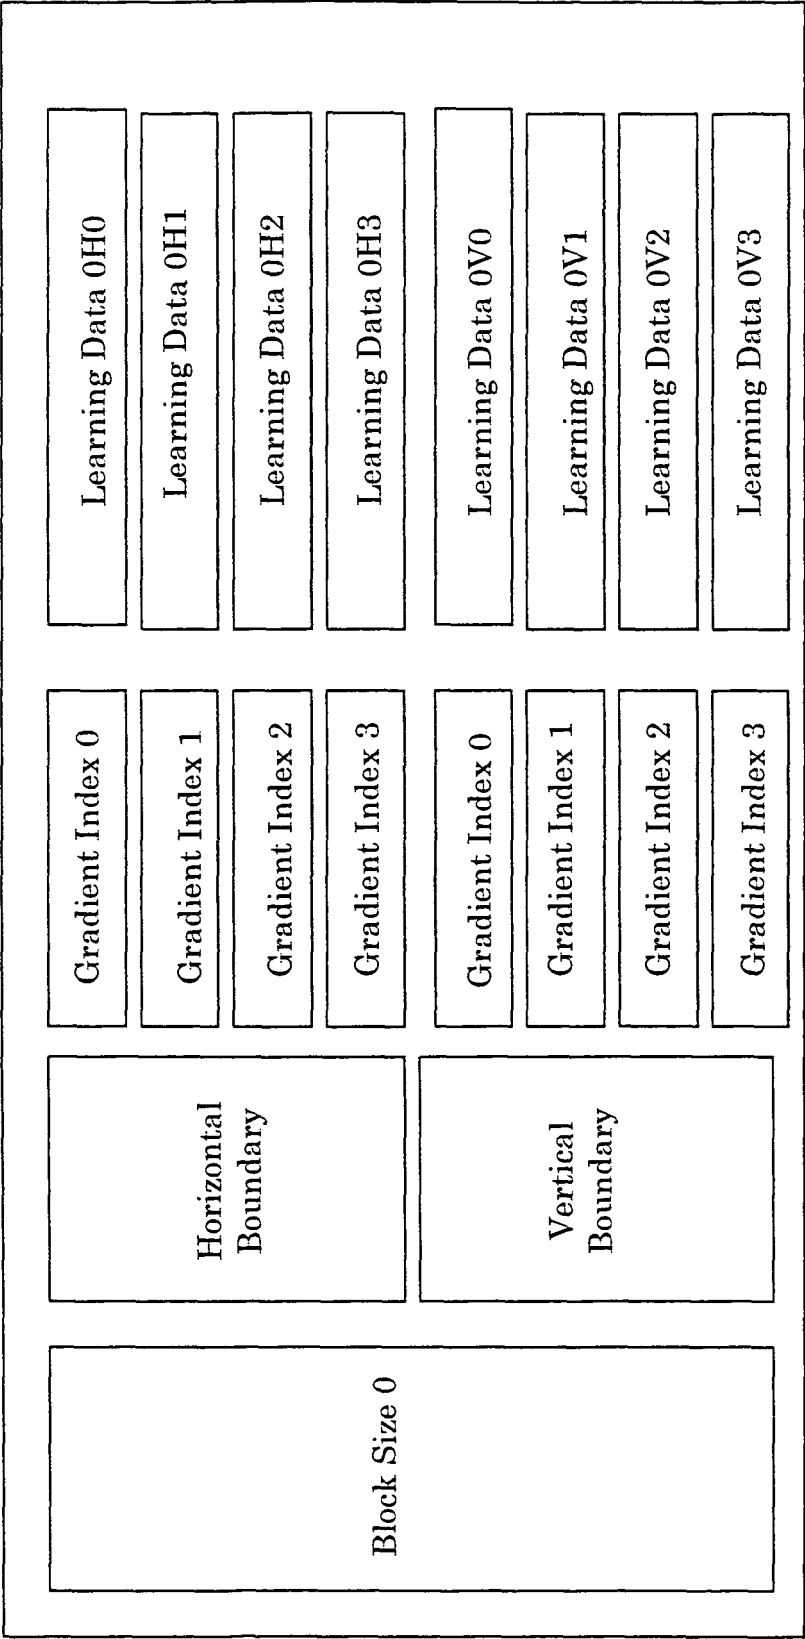 Block Size 0
Horizontal
Boundary
Gradient Index 0
Learning Data 0H0
Gradient Index 1
Learning Data 0H1
Gradient Index 2
Learning Data 0H2
Gradient Index 3
Learning Data 0H3
Vertical
Boundary
Gradient Index 0
Learning Data 0V0
Gradient Index 1
Learning Data 0V1
Gradient Index 2
Learning Data 0V2
Gradient Index 3
Learning Data 0V3